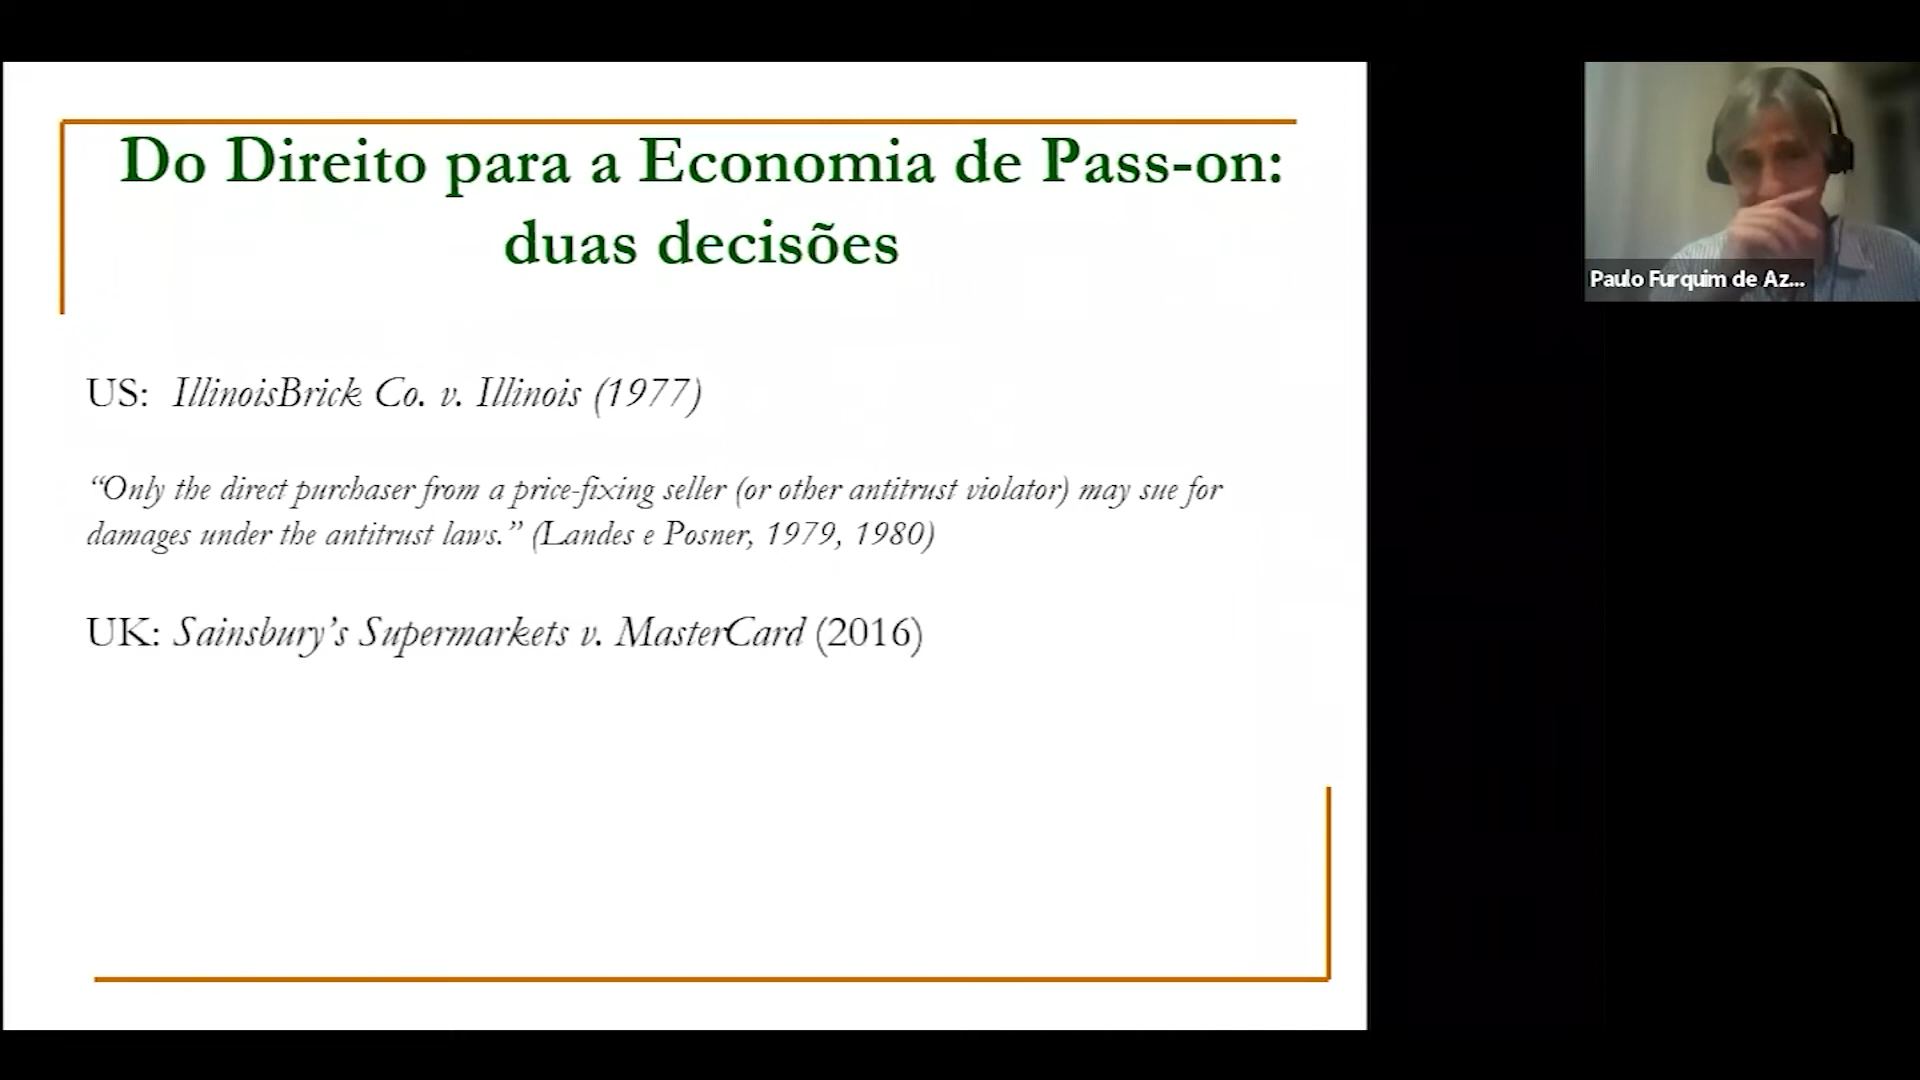 Do Direito para a Economia de Pass-on:
duas decisões
US: IllinoisBrick Co. v. Illinois (1977)
“Only the direct purchaser from a price-fixing seller (or other antitrust violator) may sue for
damages under the antitrust laws.” (Landes e Posner, 1979, 1980)
UK: Sainsbury’s Supermarkets v. MasterCard (2016)
Paulo Furquim de Az...